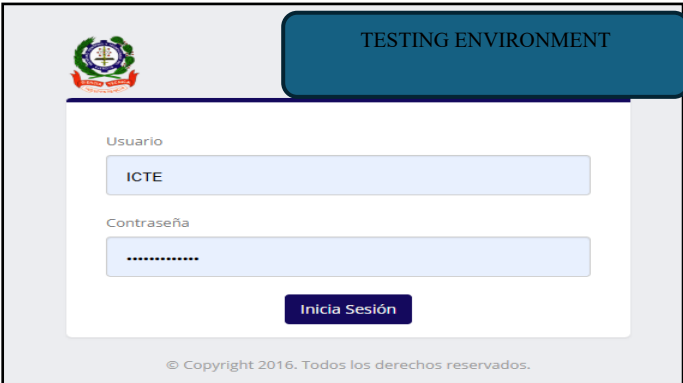 TESTING ENVIRONMENT
Usuario
ICTE
Contraseña
•••••••••••••
Inicia Sesión
© Copyright 2016. Todos los derechos reservados.